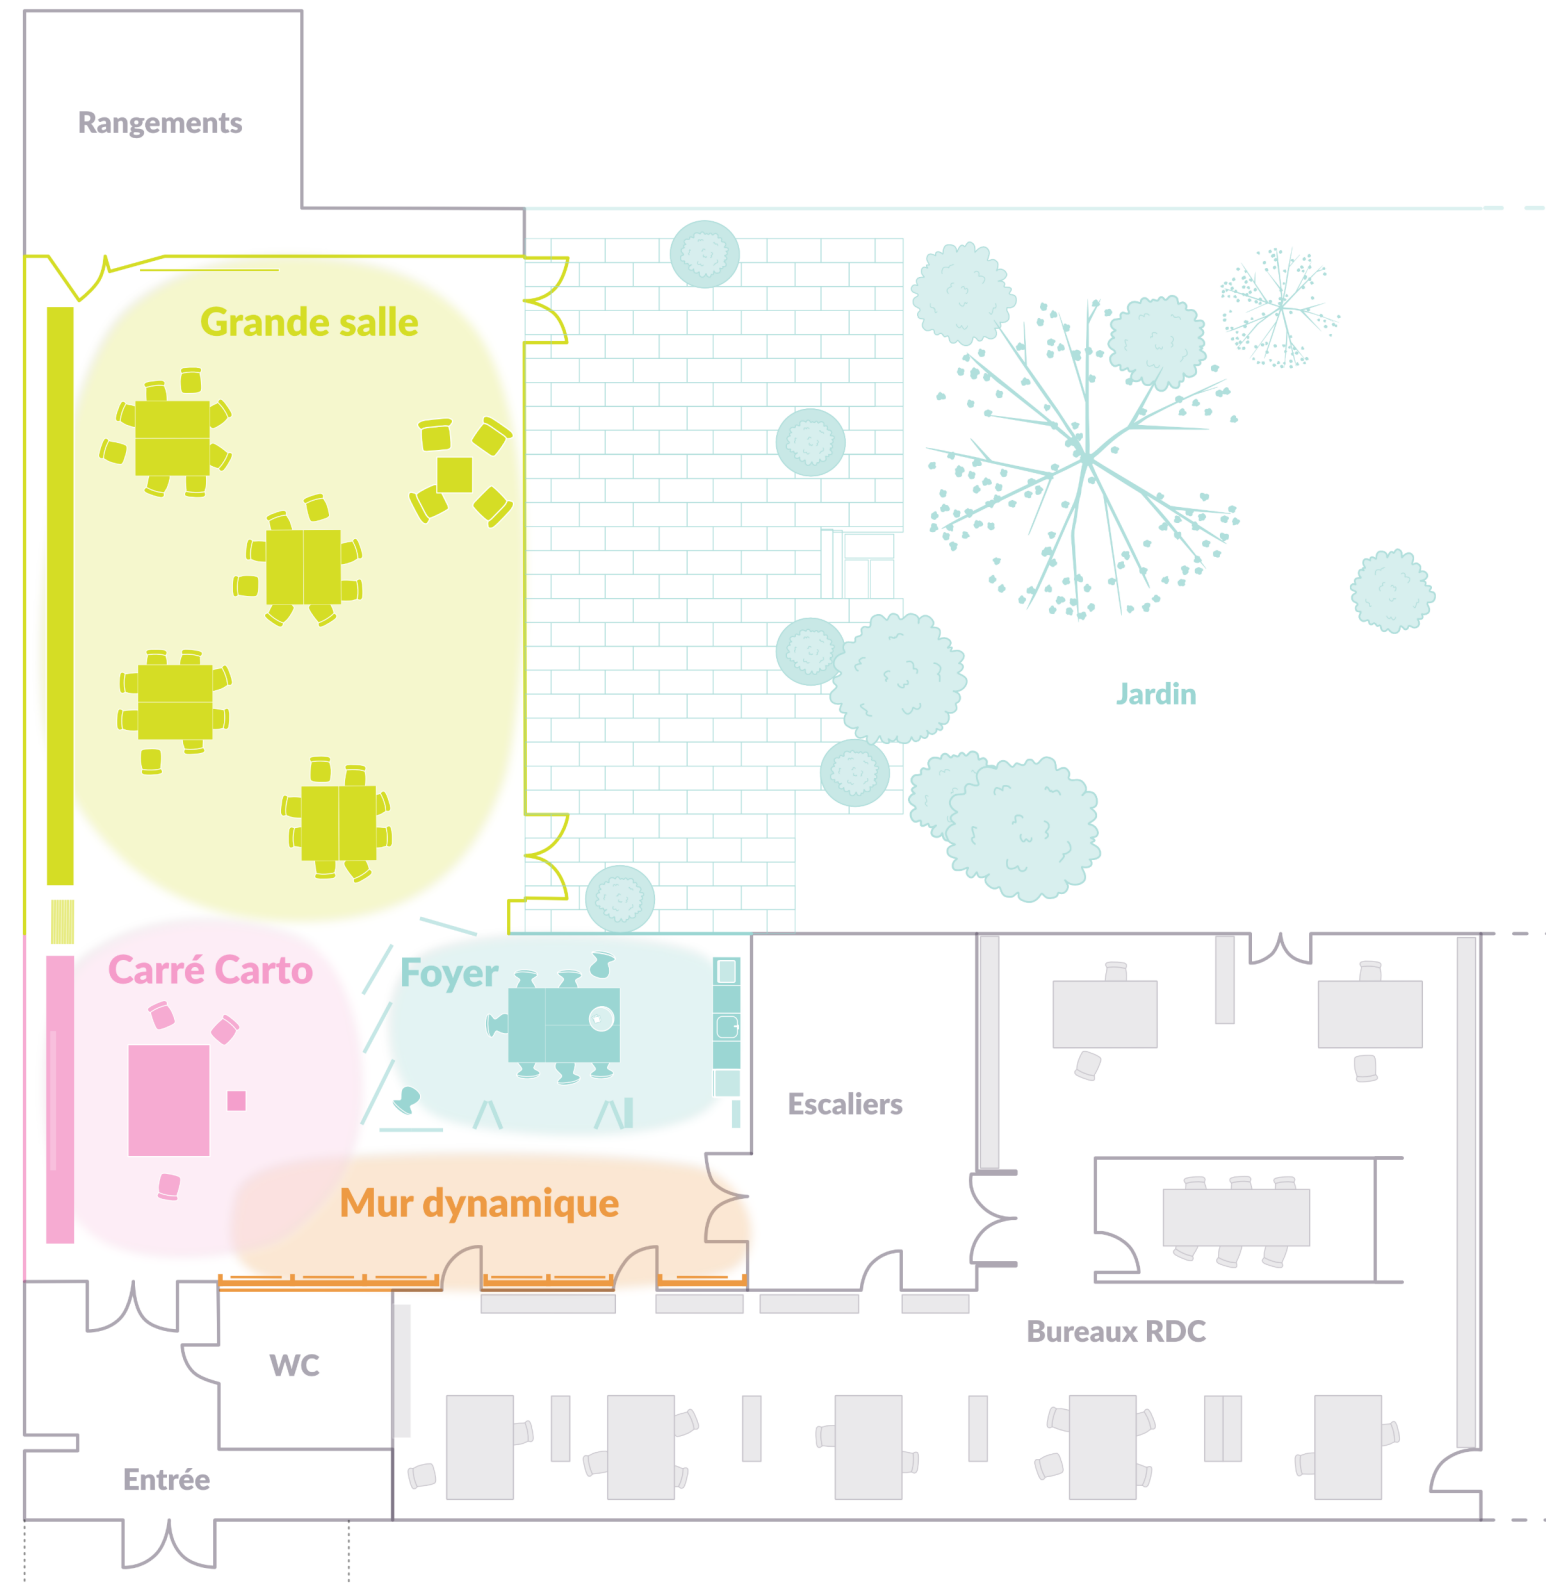 Rangements
Grande salle
Jardin
Carré Carto
Foyer
Escaliers
Mur dynamique
Bureaux RDC
WC
Entrée